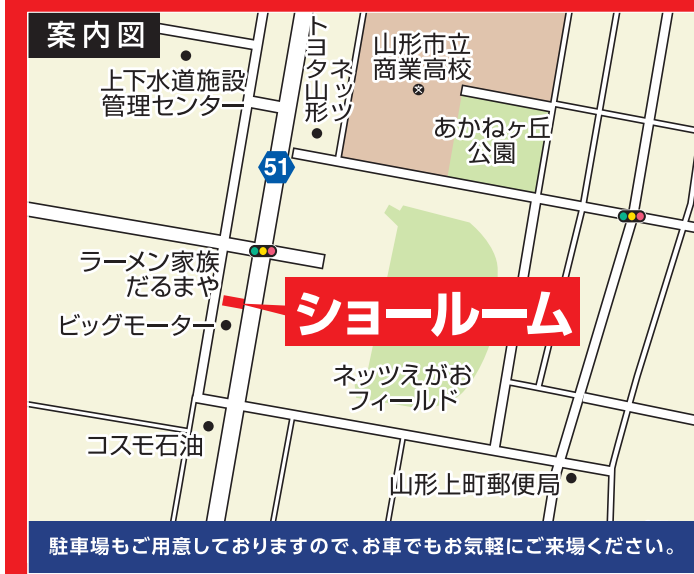 案内図
上下水道施設
管理センター
ネッツ
トヨタ山形
山形市立
商業高校
あかねヶ丘
公園
51
ラーメン家族
だるまや
ショールーム
ビッグモーター
ネッツえがお
フィールド
コスモ石油
山形上町郵便局
駐車場もご用意しておりますので、お車でもお気軽にご来場ください。